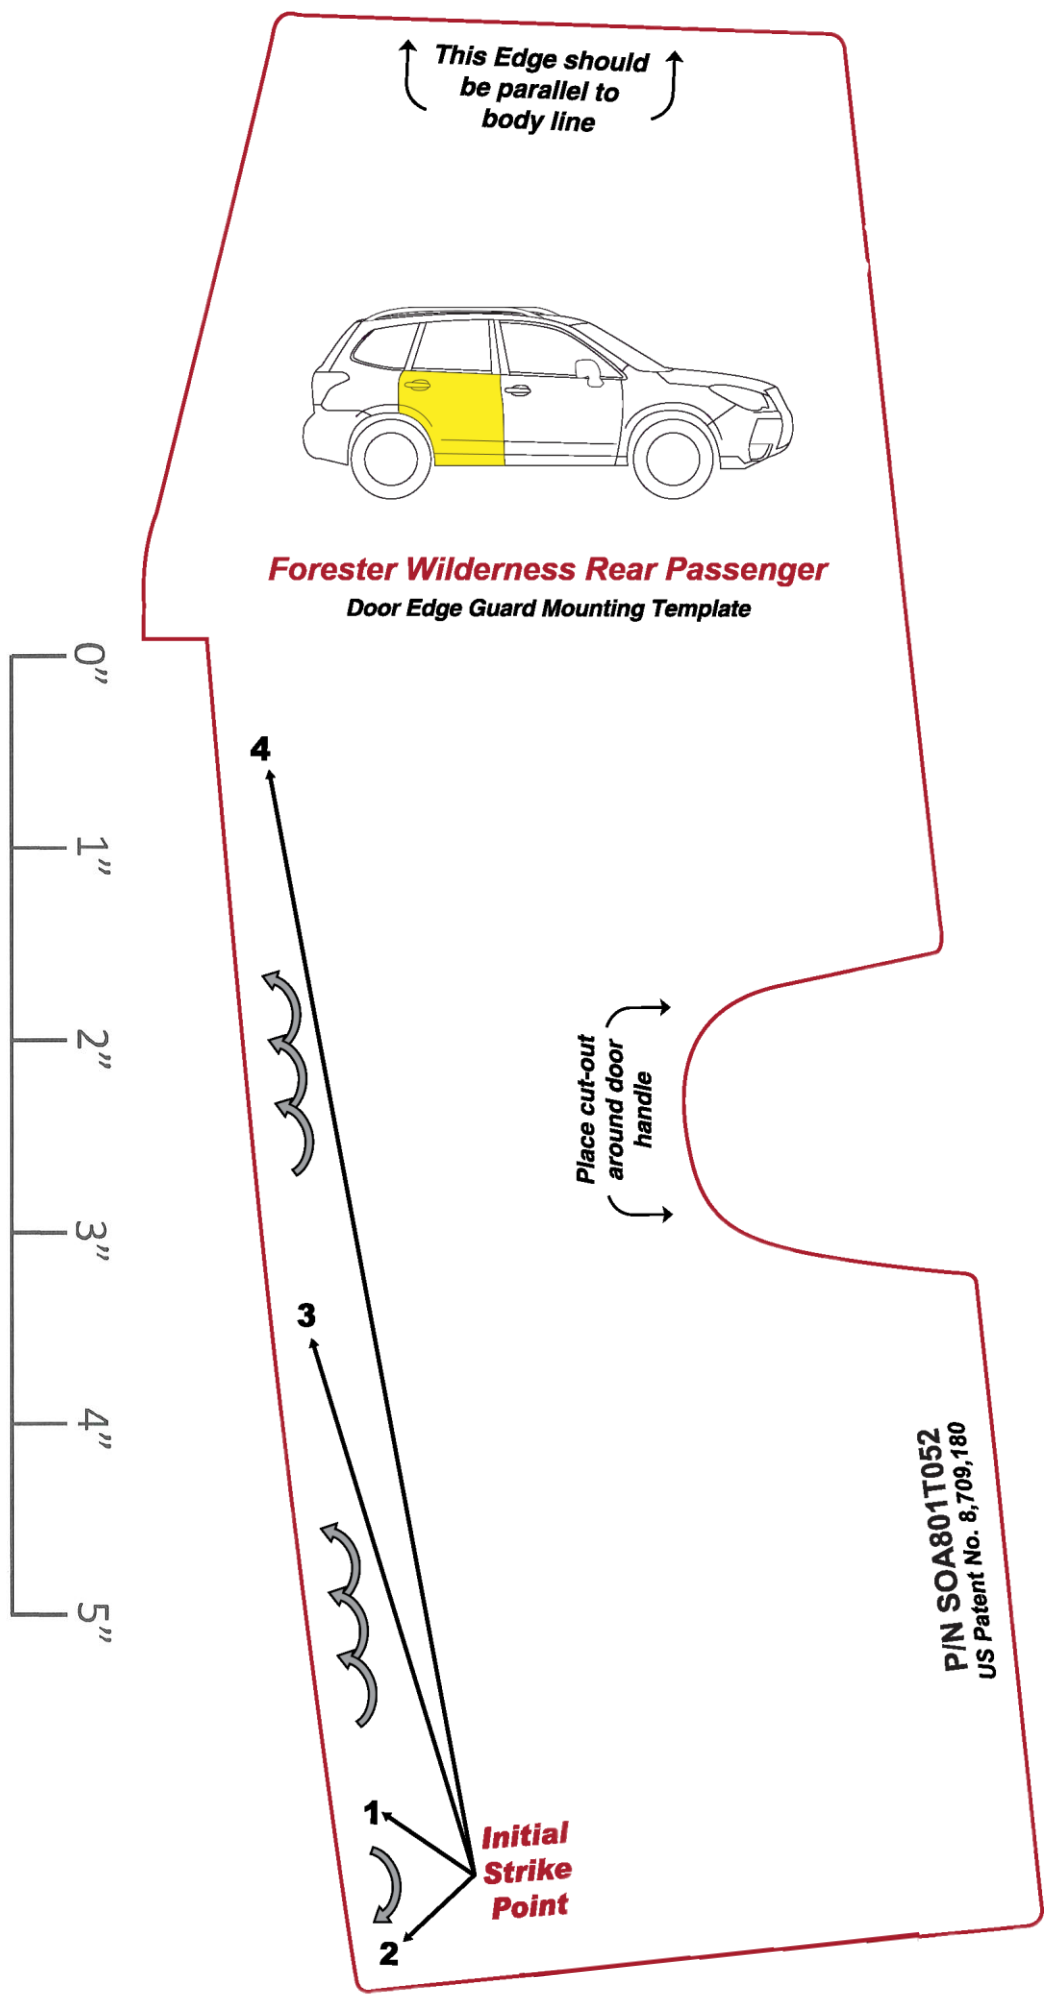 This Edge should
be parallel to
body line
Forester Wilderness Rear Passenger
Door Edge Guard Mounting Template
0”
1”
2”
3”
4”
5”
4
Place cut-out
around door
handle
3
P/N SOA801T052
US Patent No. 8,709,180
1
Initial
Strike
Point
2